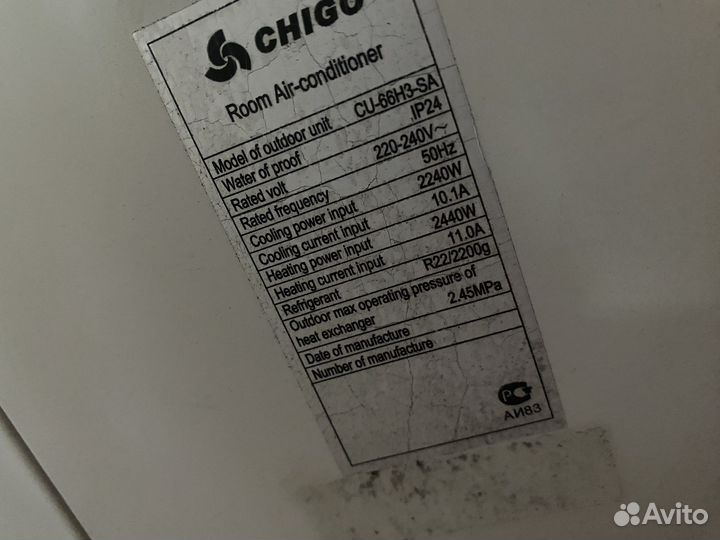 CHIGO
Room Air-conditioner
Model of outdoor unit CU-66H3-SA
Water of proof IP24
Rated volt 220-240V~
Rated frequency 50Hz
Cooling power input 2240W
Cooling current input 10.1A
Heating power input 2440W
Heating current input 11.0A
Refrigerant R22/2200g
Outdoor max operating pressure of
heat exchanger 2.45MPa
Date of manufacture
Number of manufacture
АИ83
Avito